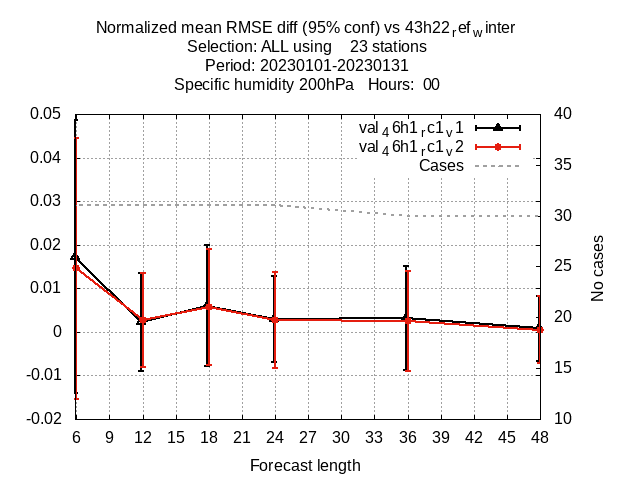 Normalized mean RMSE diff (95% conf) vs 43h22refwinter
Selection: ALL using 23 stations
Period: 20230101-20230131
Specific humidity 200hPa Hours: 00
0.05
0.04
0.03
0.02
0.01
0
-0.01
-0.02
40
35
30
25
20
15
10
No cases
val46h1rc1v1
val46h1rc1v2
Cases
6 9 12 15 18 21 24 27 30 33 36 39 42 45 48
Forecast length